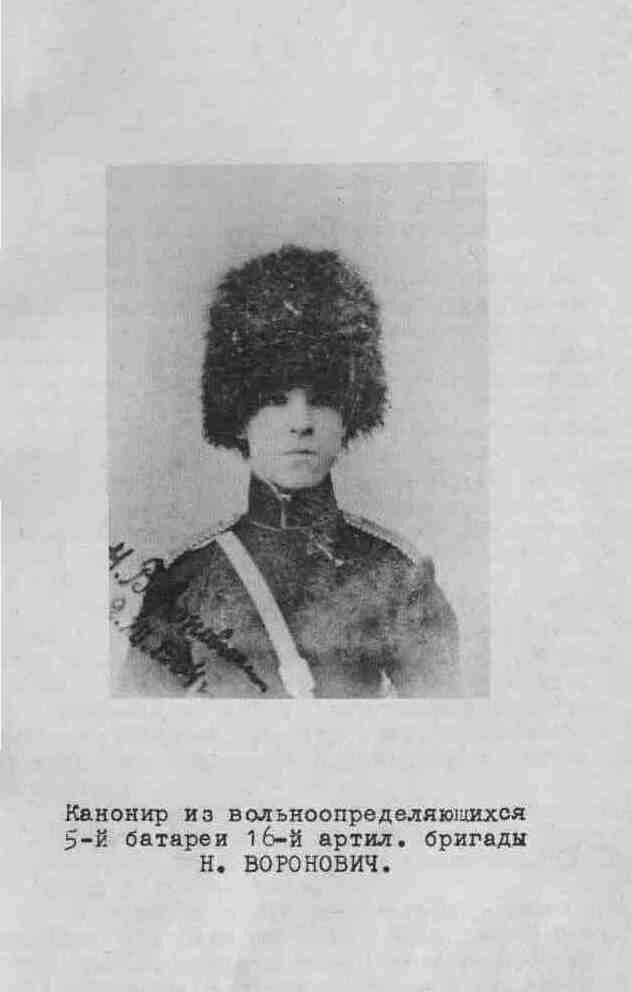 Канонир из вольноопределяющихся
5-й батареи 16-й артил. бригады
Н. ВОРОНОВИЧ.